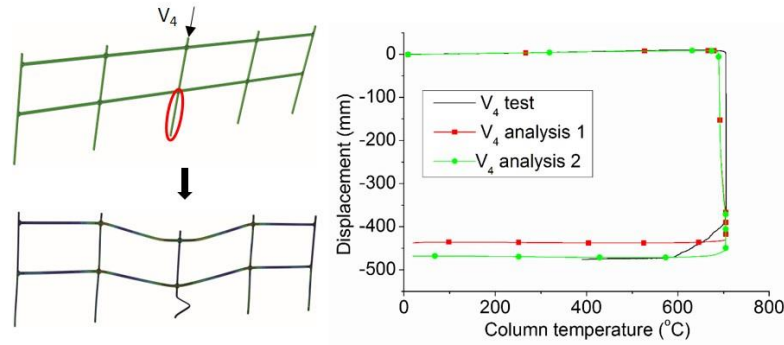 V4
0
-100
-200
-300
-400
-500
Displacement (mm)
V4 test
V4 analysis 1
V4 analysis 2
0 200 400 600 800
Column temperature (°C)